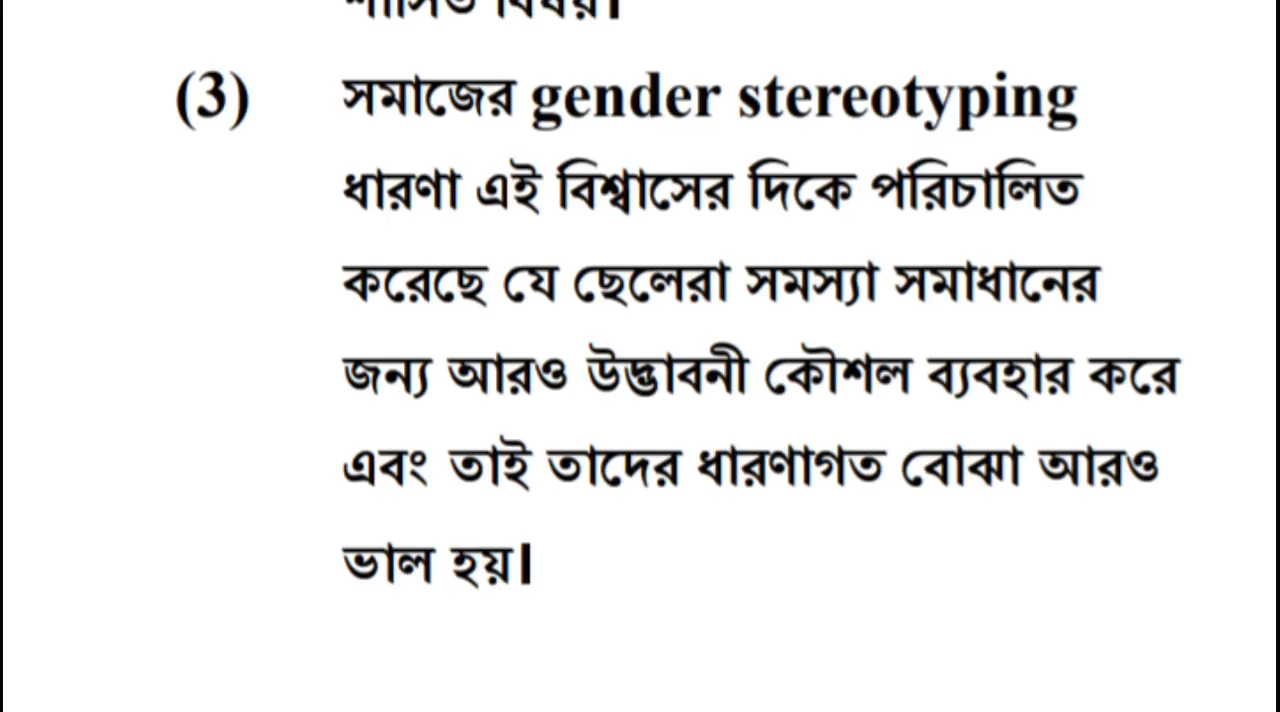 শাসিত বিষয়।
(3) সমাজের gender stereotyping
ধারণা এই বিশ্বাসের দিকে পরিচালিত
করেছে যে ছেলেরা সমস্যা সমাধানের
জন্য আরও উদ্ভাবনী কৌশল ব্যবহার করে
এবং তাই তাদের ধারণাগত বোঝা আরও
ভাল হয়।